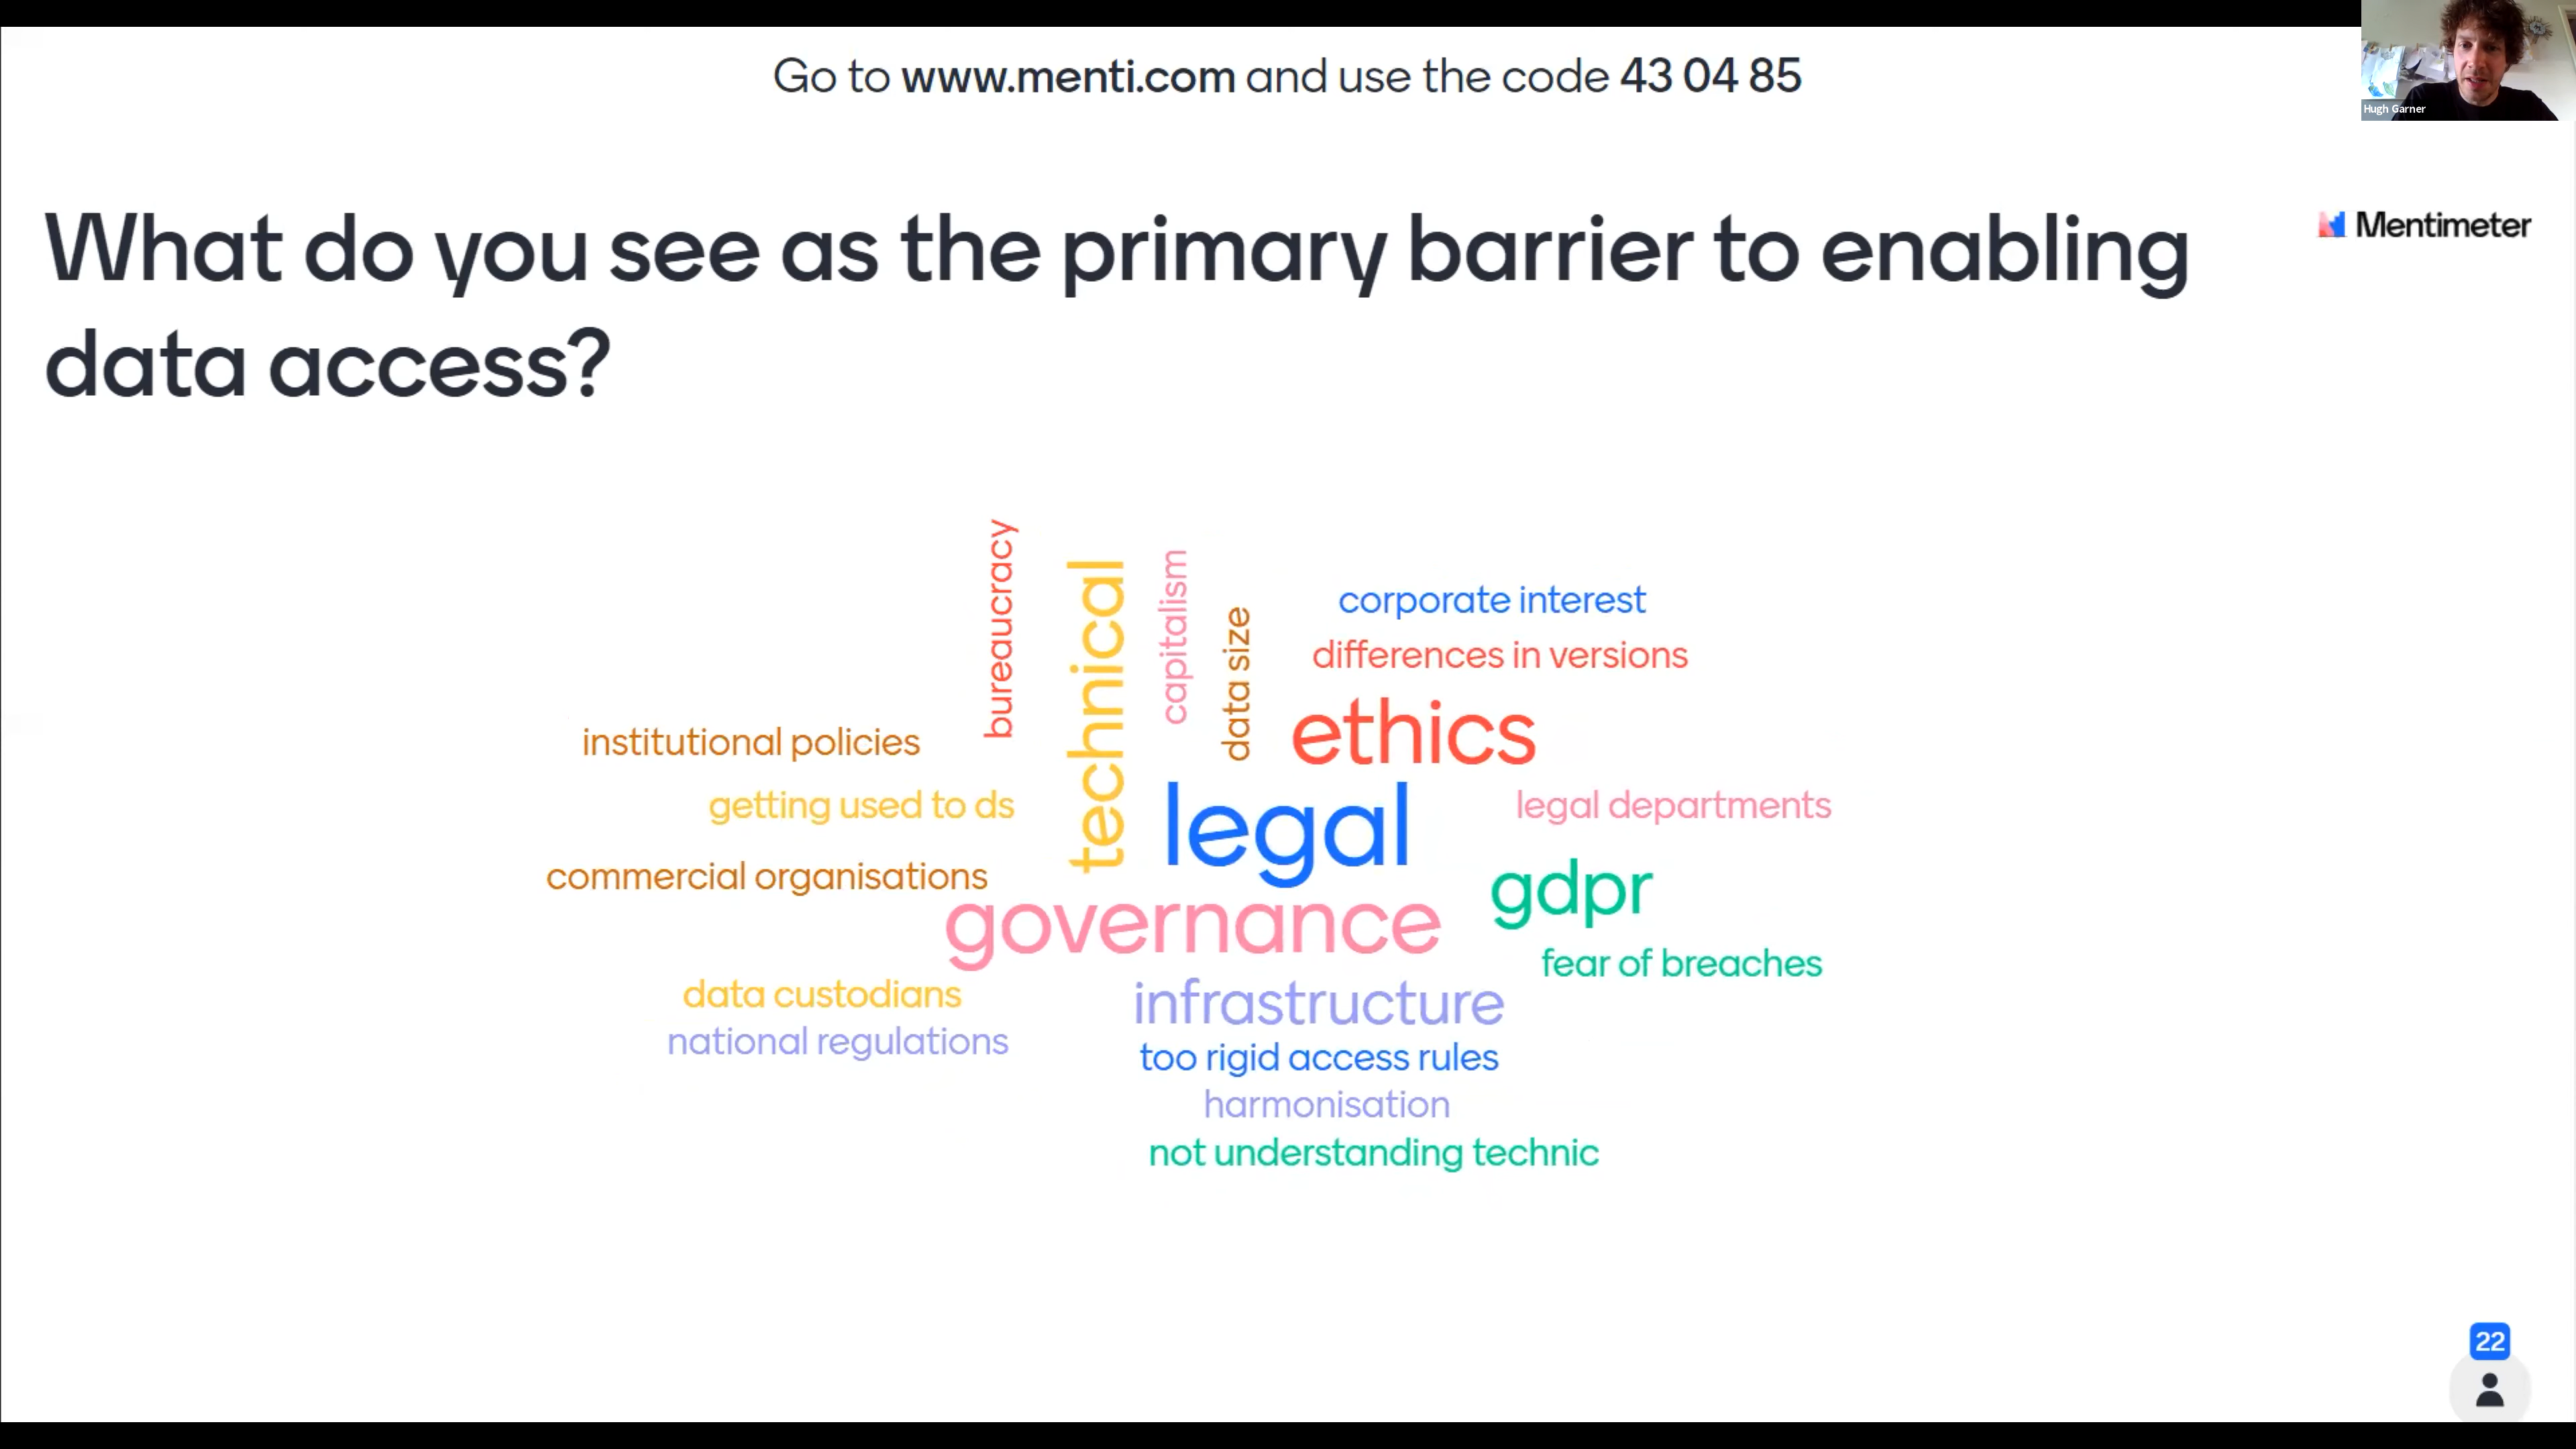 Go to www.menti.com and use the code 43 04 85
Hugh Garner
What do you see as the primary barrier to enabling
data access?
Mentimeter
bureaucracy
technical
capitalism
data size
corporate interest
differences in versions
ethics
institutional policies
getting used to ds
legal
legal departments
commercial organisations
gdpr
governance
fear of breaches
data custodians
infrastructure
national regulations
too rigid access rules
harmonisation
not understanding technic
22